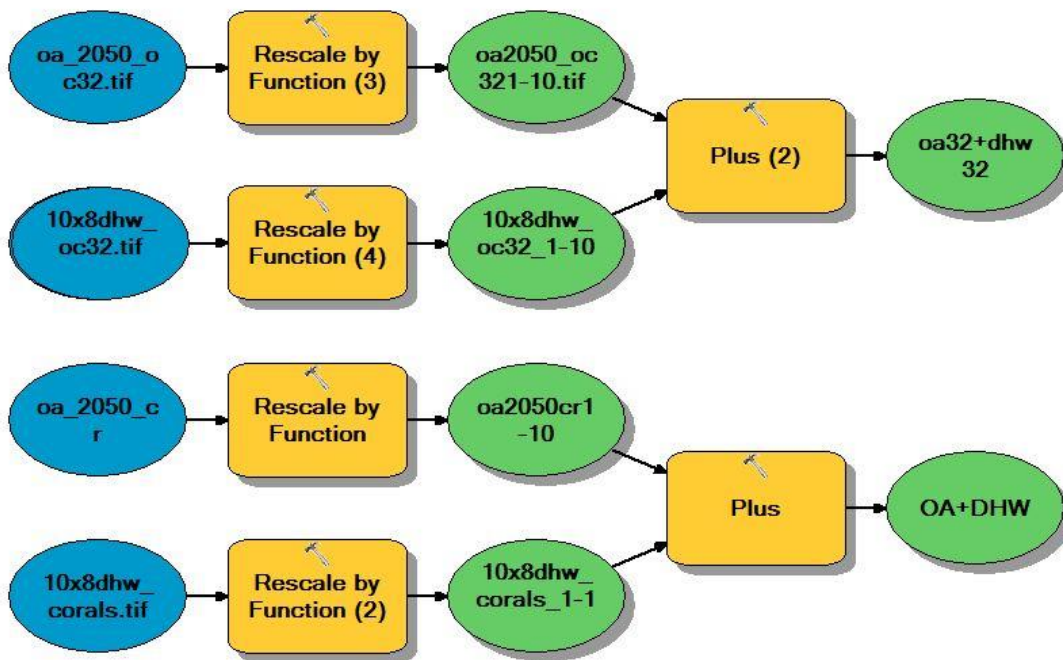 oa_2050_o
c32.tif
Rescale by
Function (3)
oa2050_oc
321-10.tif
Plus (2)
oa32+dhw
32
10x8dhw_
oc32.tif
Rescale by
Function (4)
10x8dhw_
oc32_1-10
oa_2050_c
r
Rescale by
Function
oa2050cr1
-10
Plus
OA+DHW
10x8dhw_
corals.tif
Rescale by
Function (2)
10x8dhw_
corals_1-1